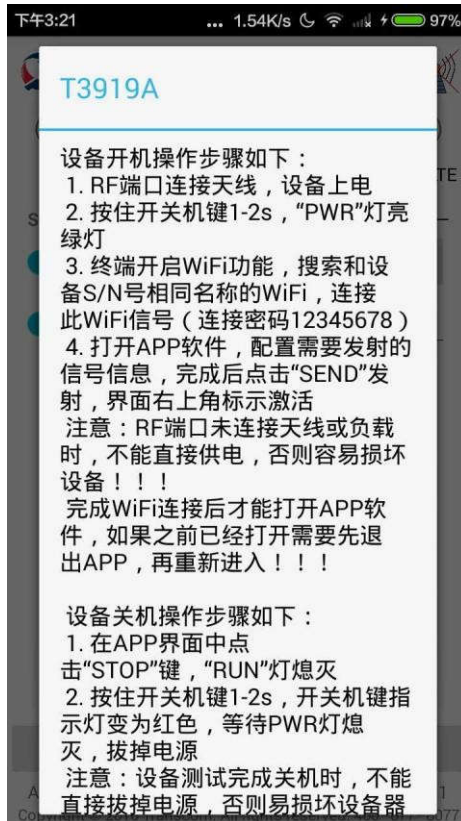 下午3:21
... 1.54K/s
97%
T3919A
设备开机操作步骤如下：
1. RF端口连接天线，设备上电
2. 按住开关机键1-2s，“PWR”灯亮
绿灯
3. 终端开启WiFi功能，搜索和设
备S/N号相同名称的WiFi，连接
此WiFi信号（连接密码12345678）
4. 打开APP软件，配置需要发射的
信号信息，完成后点击“SEND”发
射，界面右上角标示激活
注意：RF端口未连接天线或负载
时，不能直接供电，否则容易损坏
设备！！！
完成WiFi连接后才能打开APP软
件，如果之前已经打开需要先退
出APP，再重新进入！！！
设备关机操作步骤如下：
1. 在APP界面中点
击“STOP”键，“RUN”灯熄灭
2. 按住开关机键1-2s，开关机键指
示灯变为红色，等待PWR灯熄
灭，拔掉电源
注意：设备测试完成关机时，不能
直接拔掉电源，否则易损坏设备器